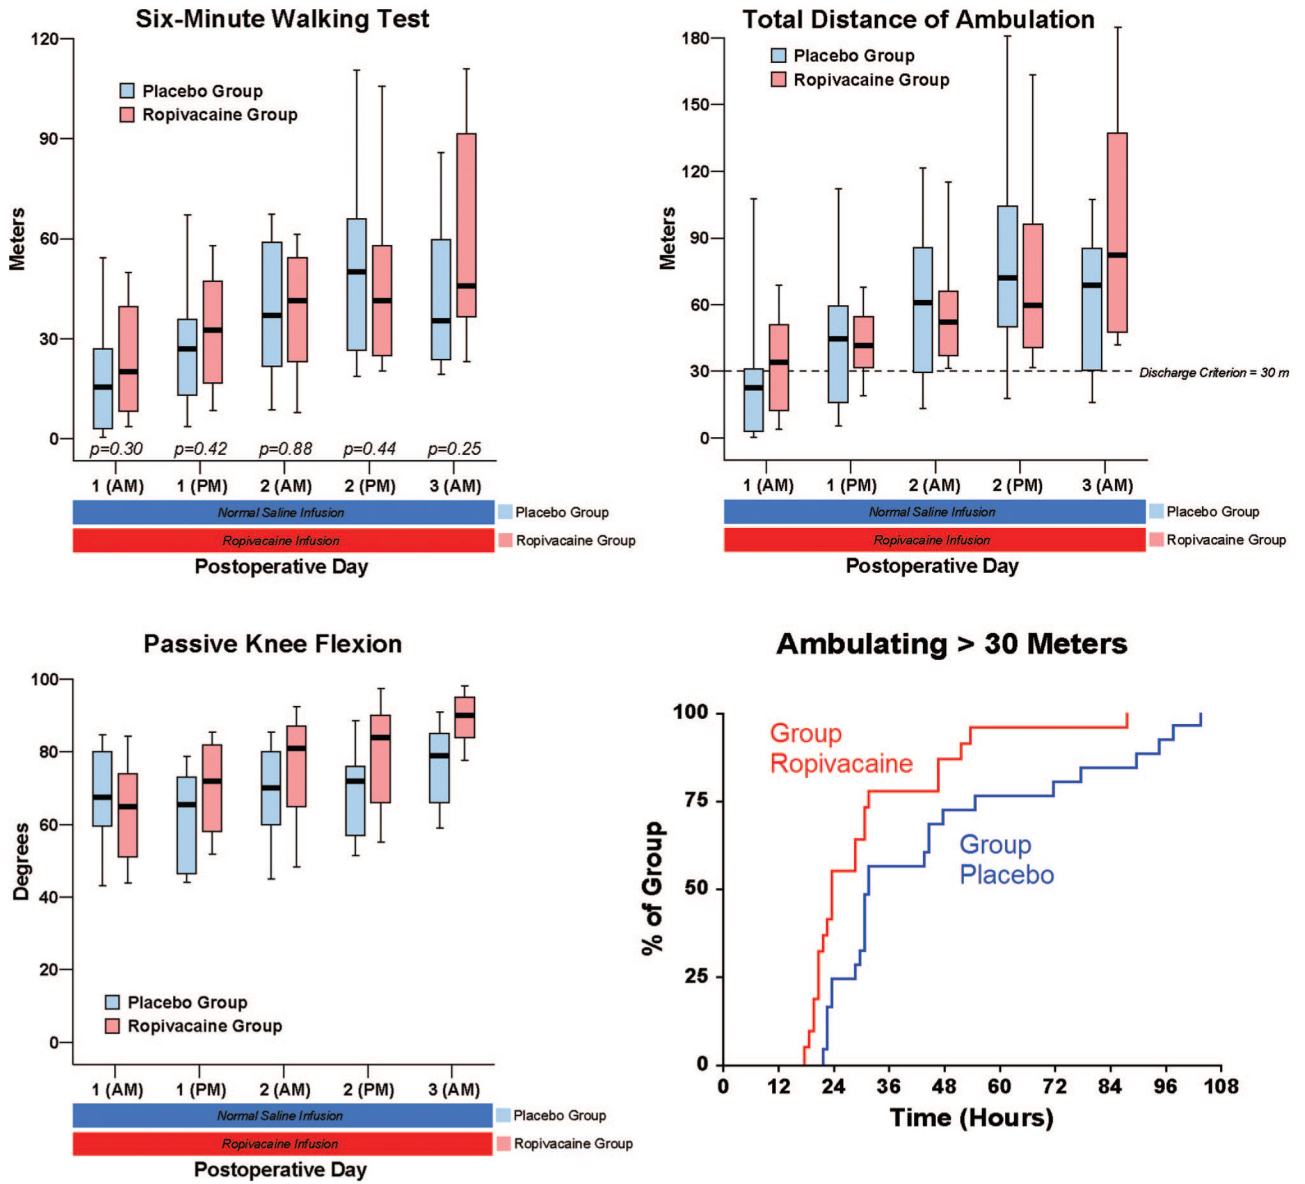 Six-Minute Walking Test
120
90
60
30
0
Meters
Placebo Group
Ropivacaine Group
p=0.30 p=0.42 p=0.88 p=0.44 p=0.25
1 (AM) 1 (PM) 2 (AM) 2 (PM) 3 (AM)
Normal Saline Infusion Placebo Group
Ropivacaine Infusion Ropivacaine Group
Postoperative Day
Total Distance of Ambulation
180
150
120
90
60
30
0
Meters
Placebo Group
Ropivacaine Group
Discharge Criterion = 30 m
1 (AM) 1 (PM) 2 (AM) 2 (PM) 3 (AM)
Normal Saline Infusion Placebo Group
Ropivacaine Infusion Ropivacaine Group
Postoperative Day
Passive Knee Flexion
100
80
60
40
20
0
Degrees
Placebo Group
Ropivacaine Group
1 (AM) 1 (PM) 2 (AM) 2 (PM) 3 (AM)
Normal Saline Infusion Placebo Group
Ropivacaine Infusion Ropivacaine Group
Postoperative Day
Ambulating > 30 Meters
100
75
50
25
0
% of Group
Group
Ropivacaine
Group
Placebo
0 12 24 36 48 60 72 84 96 108
Time (Hours)